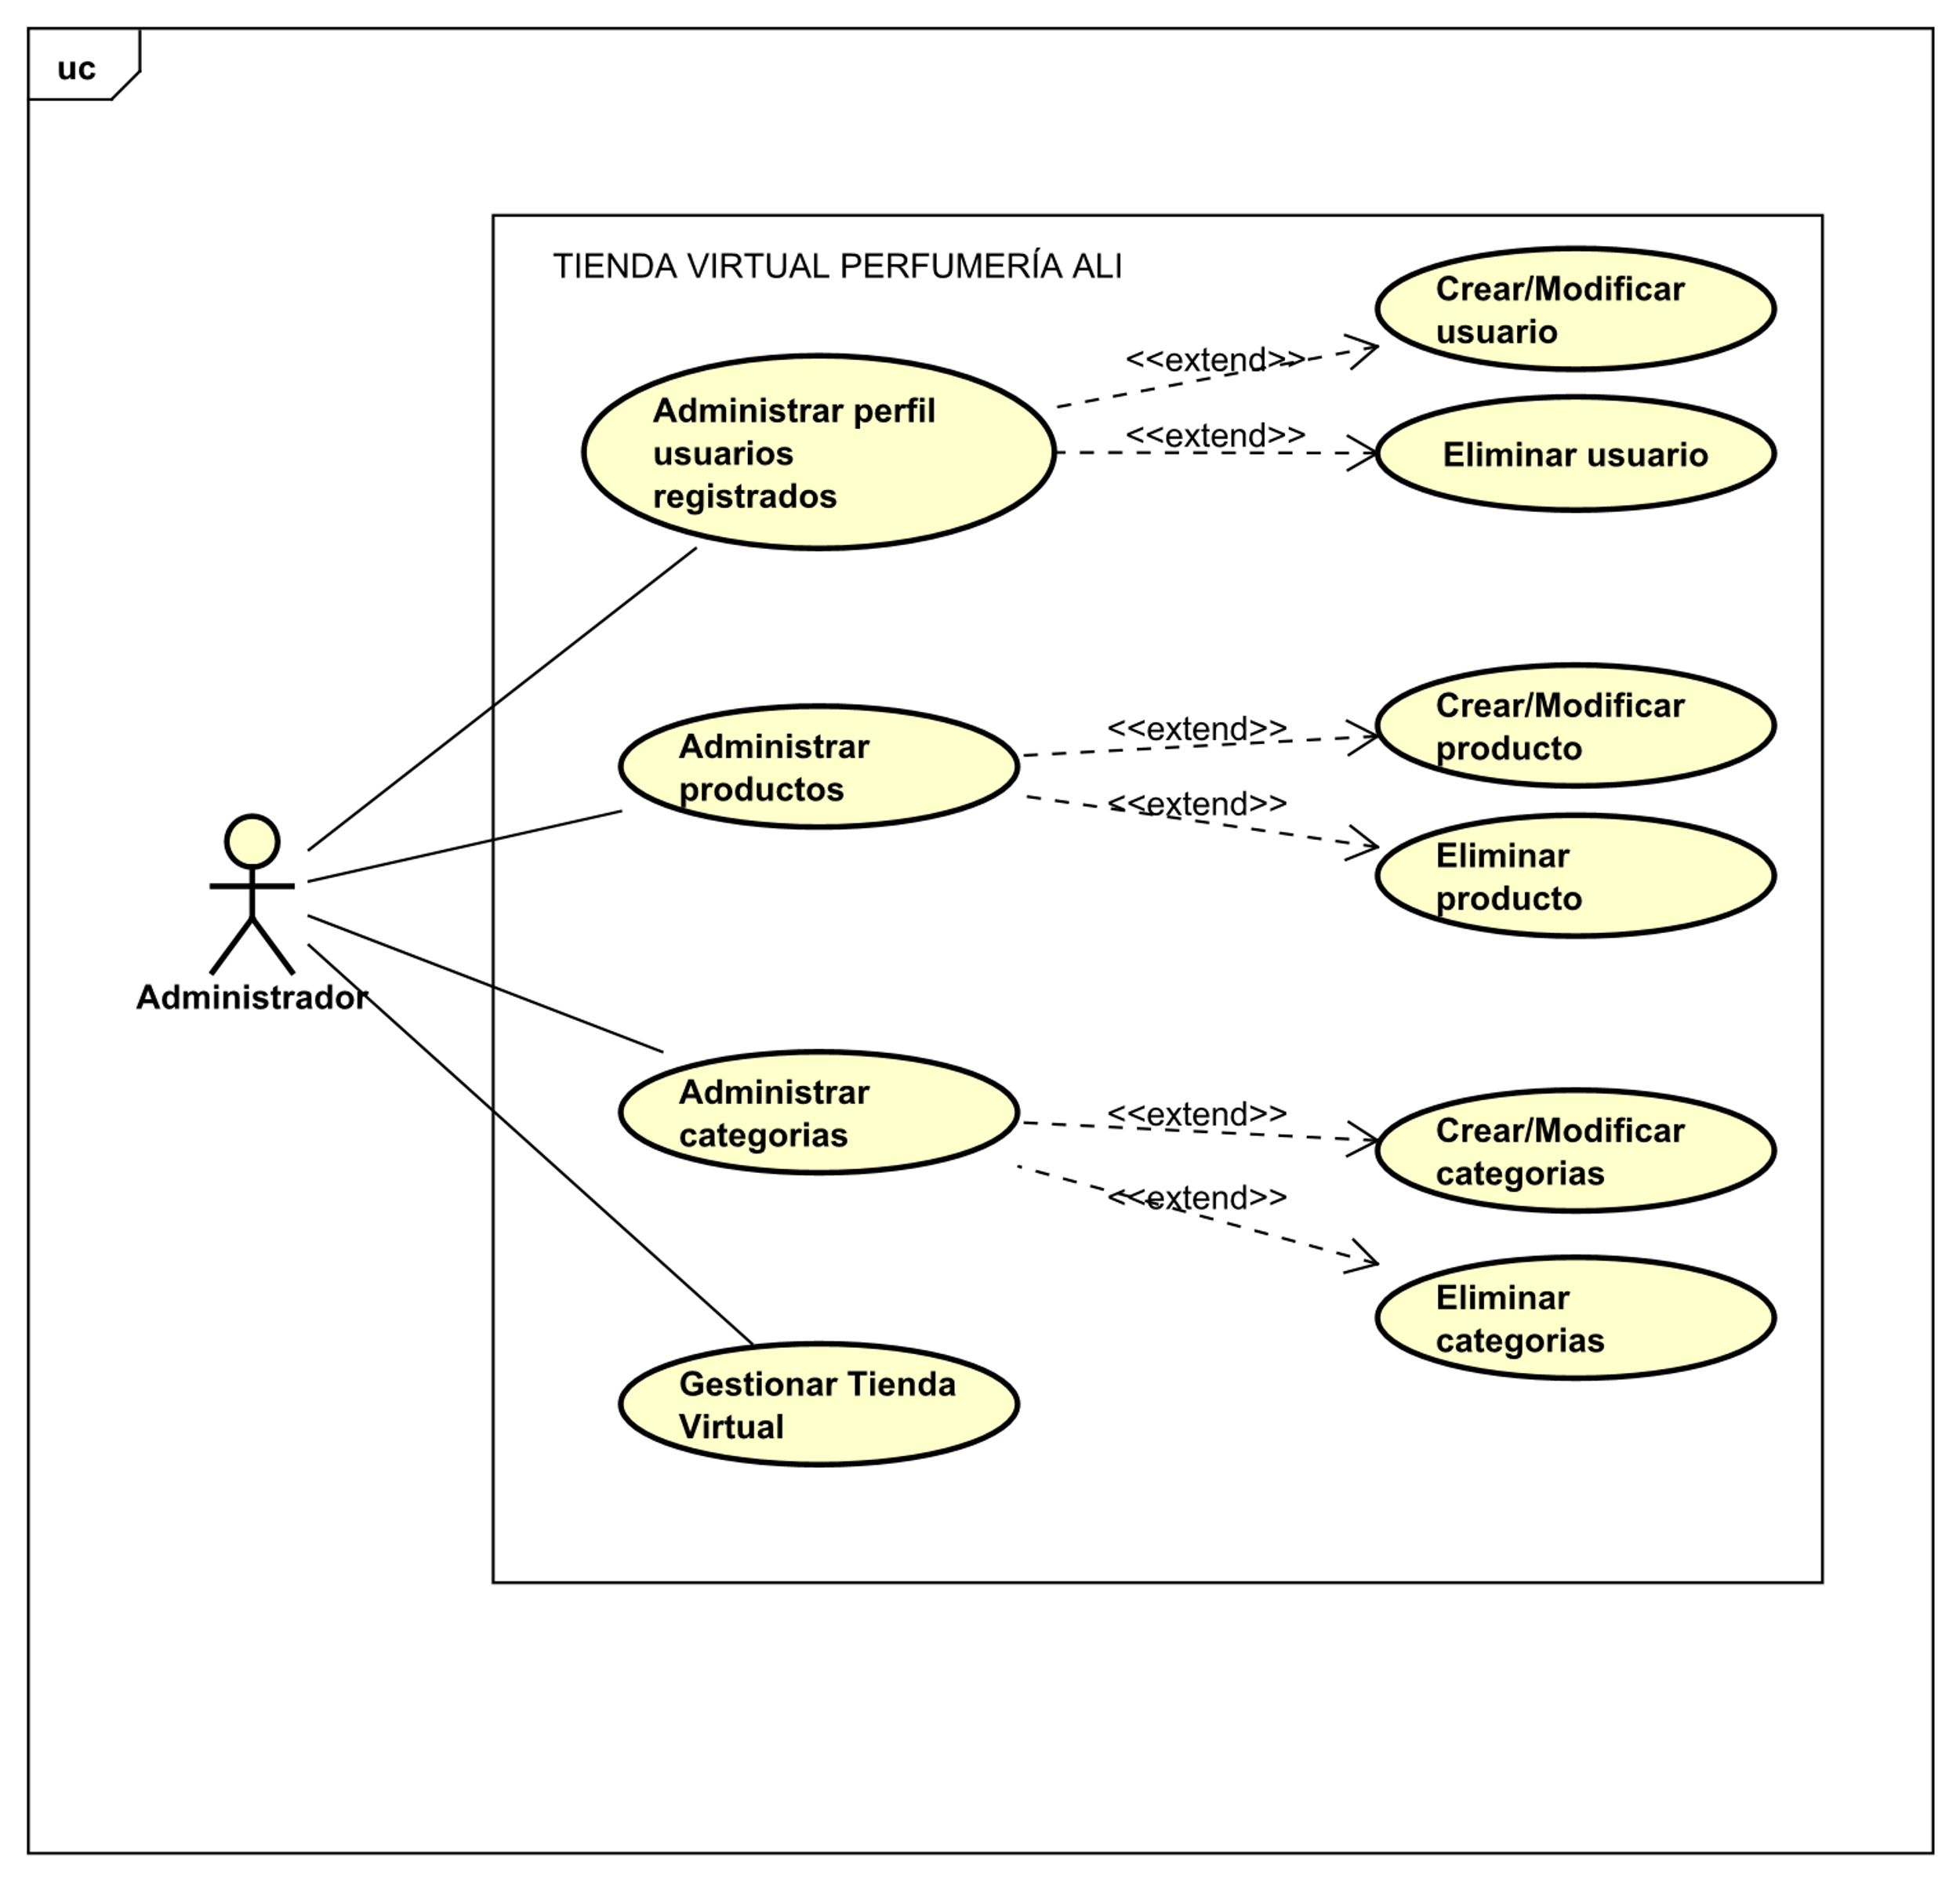 uc
TIENDA VIRTUAL PERFUMERÍA ALI
Crear/Modificar
usuario
<<extend>>
Administrar perfil
usuarios
registrados
<<extend>>
Eliminar usuario
Crear/Modificar
producto
<<extend>>
Administrar
productos
<<extend>>
Eliminar
producto
Administrador
Administrar
categorias
<<extend>>
Crear/Modificar
categorias
<<extend>>
Eliminar
categorias
Gestionar Tienda
Virtual